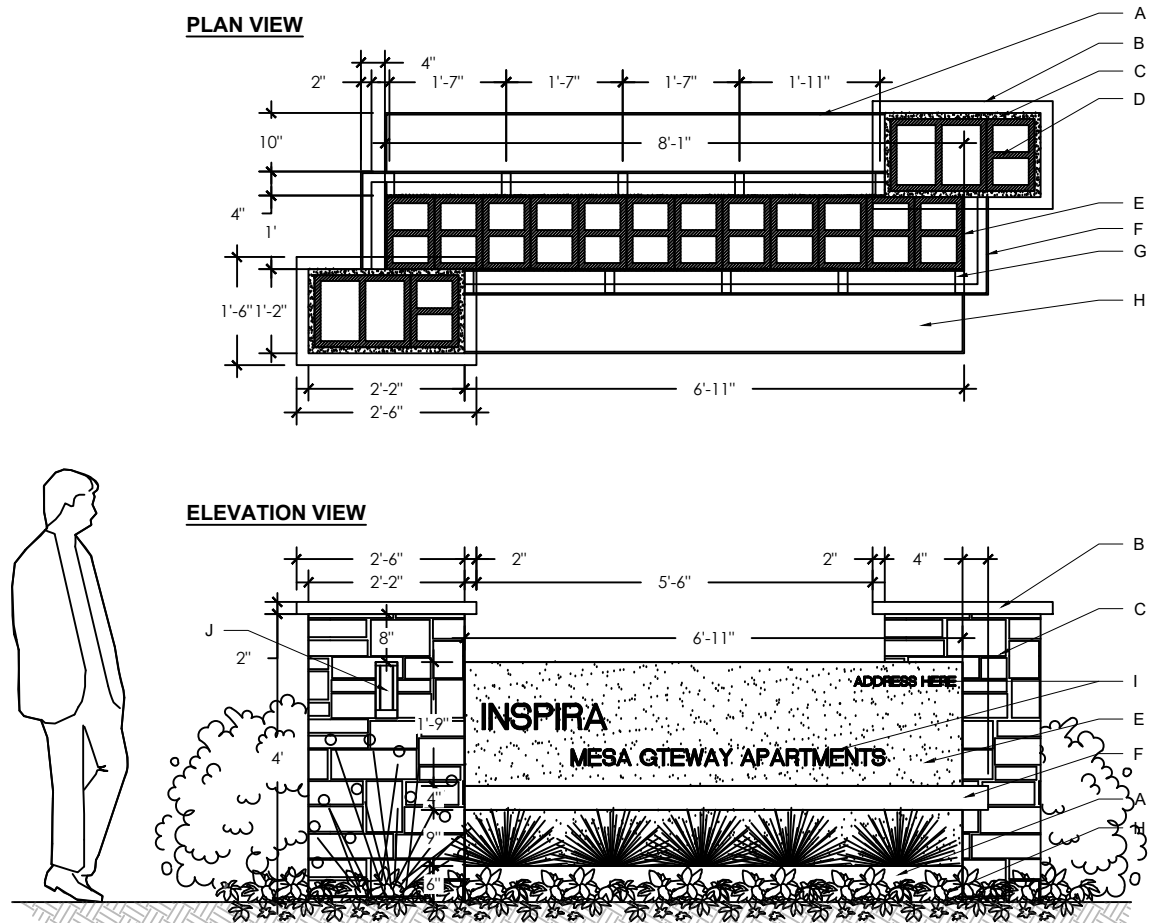 PLAN VIEW
A
B
C
D
4"
2" 1'-7" 1'-7" 1'-7" 1'-11"
10" 8'-1"
4"
1'
E
F
G
H
1'-6" 1'-2"
2'-2" 6'-11"
2'-6"
ELEVATION VIEW
2'-6" 2" 2" 4"
2'-2" 5'-6"
B
C
J
8" 6'-11"
2"
ADDRESS HERE
I
INSPIRA
1'-9"
E
MESA GTEWAY APARTMENTS
4'
F
4"
A
9"
H
6"